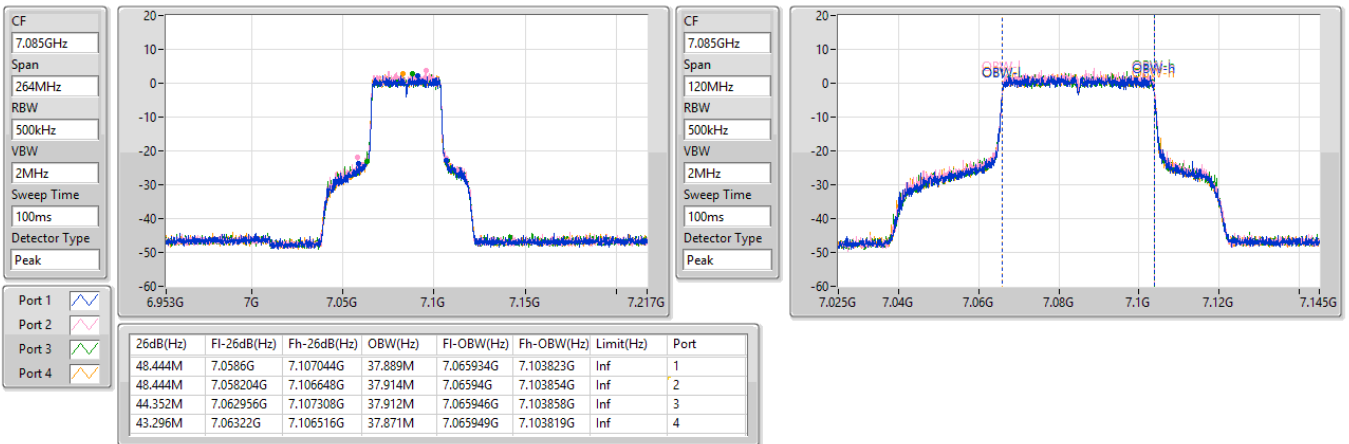 CF
7.085GHz
Span
264MHz
RBW
500kHz
VBW
2MHz
Sweep Time
100ms
Detector Type
Peak
20
10
0
-10
-20
-30
-40
-50
-60
6.953G 7G 7.05G 7.1G 7.15G 7.217G
CF
7.085GHz
Span
120MHz
RBW
500kHz
VBW
2MHz
Sweep Time
100ms
Detector Type
Peak
20
10
0
-10
-20
-30
-40
-50
-60
OBW-l OBW-h
7.025G 7.04G 7.06G 7.08G 7.1G 7.12G 7.145G
Port 1
Port 2
Port 3
Port 4
26dB(Hz) Fl-26dB(Hz) Fh-26dB(Hz) OBW(Hz) Fl-OBW(Hz) Fh-OBW(Hz) Limit(Hz) Port
48.444M 7.0586G 7.107044G 37.889M 7.065934G 7.103823G Inf 1
48.444M 7.058204G 7.106648G 37.914M 7.06594G 7.103854G Inf 2
44.352M 7.062956G 7.107308G 37.912M 7.065946G 7.103858G Inf 3
43.296M 7.06322G 7.106516G 37.871M 7.065949G 7.103819G Inf 4